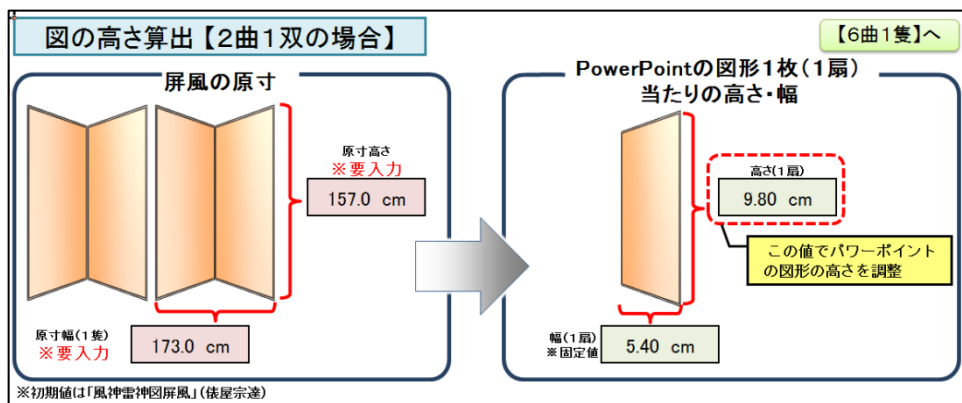 図の高さ算出【2曲1双の場合】
【6曲1隻】へ
屏風の原寸
原寸高さ
※要入力
157.0 cm
原寸幅(1隻)
※要入力
173.0 cm
※初期値は「風神雷神図屏風」(俵屋宗達)
PowerPointの図形1枚(1扇)
当たりの高さ・幅
高さ(1扇)
9.80 cm
この値でパワーポイント
の図形の高さを調整
幅(1扇)
※固定値
5.40 cm